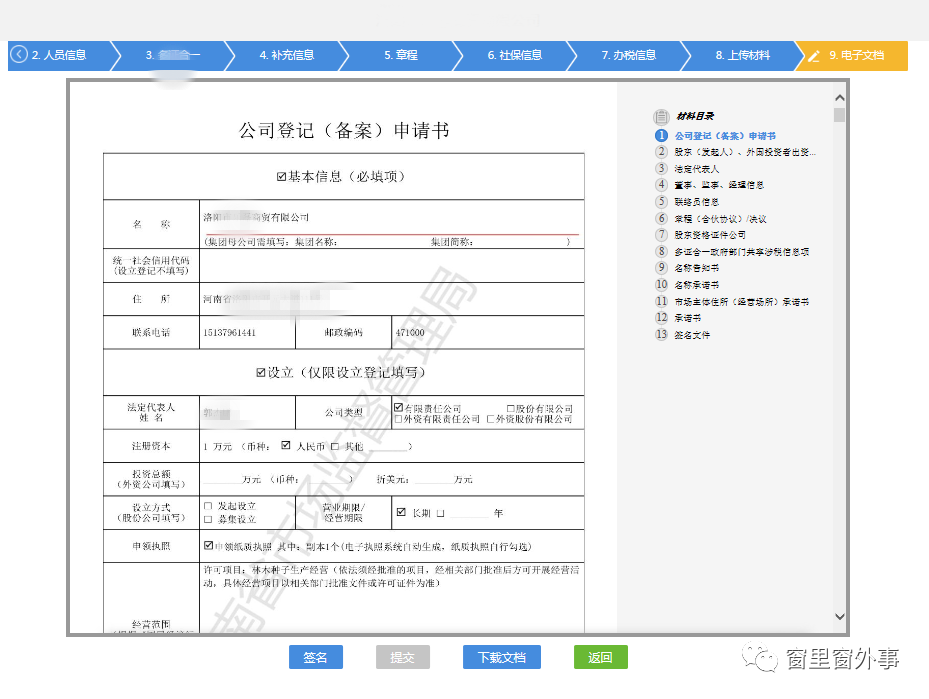 2. 人员信息
3.
一
4. 补充信息
5. 章程
6. 社保信息
7. 办税信息
8. 上传材料
9. 电子文档
公司登记（备案）申请书
☑基本信息（必填项）
名 称
洛阳
商贸有限公司
(集团母公司需填写：集团名称： 集团简称： )
统一社会信用代码
(设立登记不填写)
住 所
河南省
联系电话
15137961441
邮政编码
471000
☑设立（仅限设立登记填写）
法定代表人
姓 名
公司类型
☑有限责任公司 □股份有限公司
□外资有限责任公司 □外资股份有限公司
注册资本
1 万元 （币种： ☑ 人民币 □ 其他________）
投资总额
(外资公司填写)
_______万元 （币种：________） 折美元：_______万元
设立方式
(股份公司填写)
□ 发起设立
□ 募集设立
营业期限/
经营期限
☑ 长期 □ _______ 年
申领执照
☑申领纸质执照 其中：副本1个(电子执照系统自动生成，纸质执照自行勾选)
经营范围
许可项目：林木种子生产经营（依法须经批准的项目，经相关部门批准后方可开展经营活
动，具体经营项目以相关部门批准文件或许可证件为准）
南省市场监督管理局
材料目录
1 公司登记（备案）申请书
2 股东（发起人）、外国投资者出资...
3 法定代表人
4 董事、监事、经理信息
5 联络员信息
6 章程（合伙协议）/决议
7 股东资格证件公司
8 多证合一政府部门共享涉税信息项
9 名称告知书
10 名称承诺书
11 市场主体住所（经营场所）承诺书
12 承诺书
13 签名文件
签名
提交
下载文档
返回
窗里窗外事